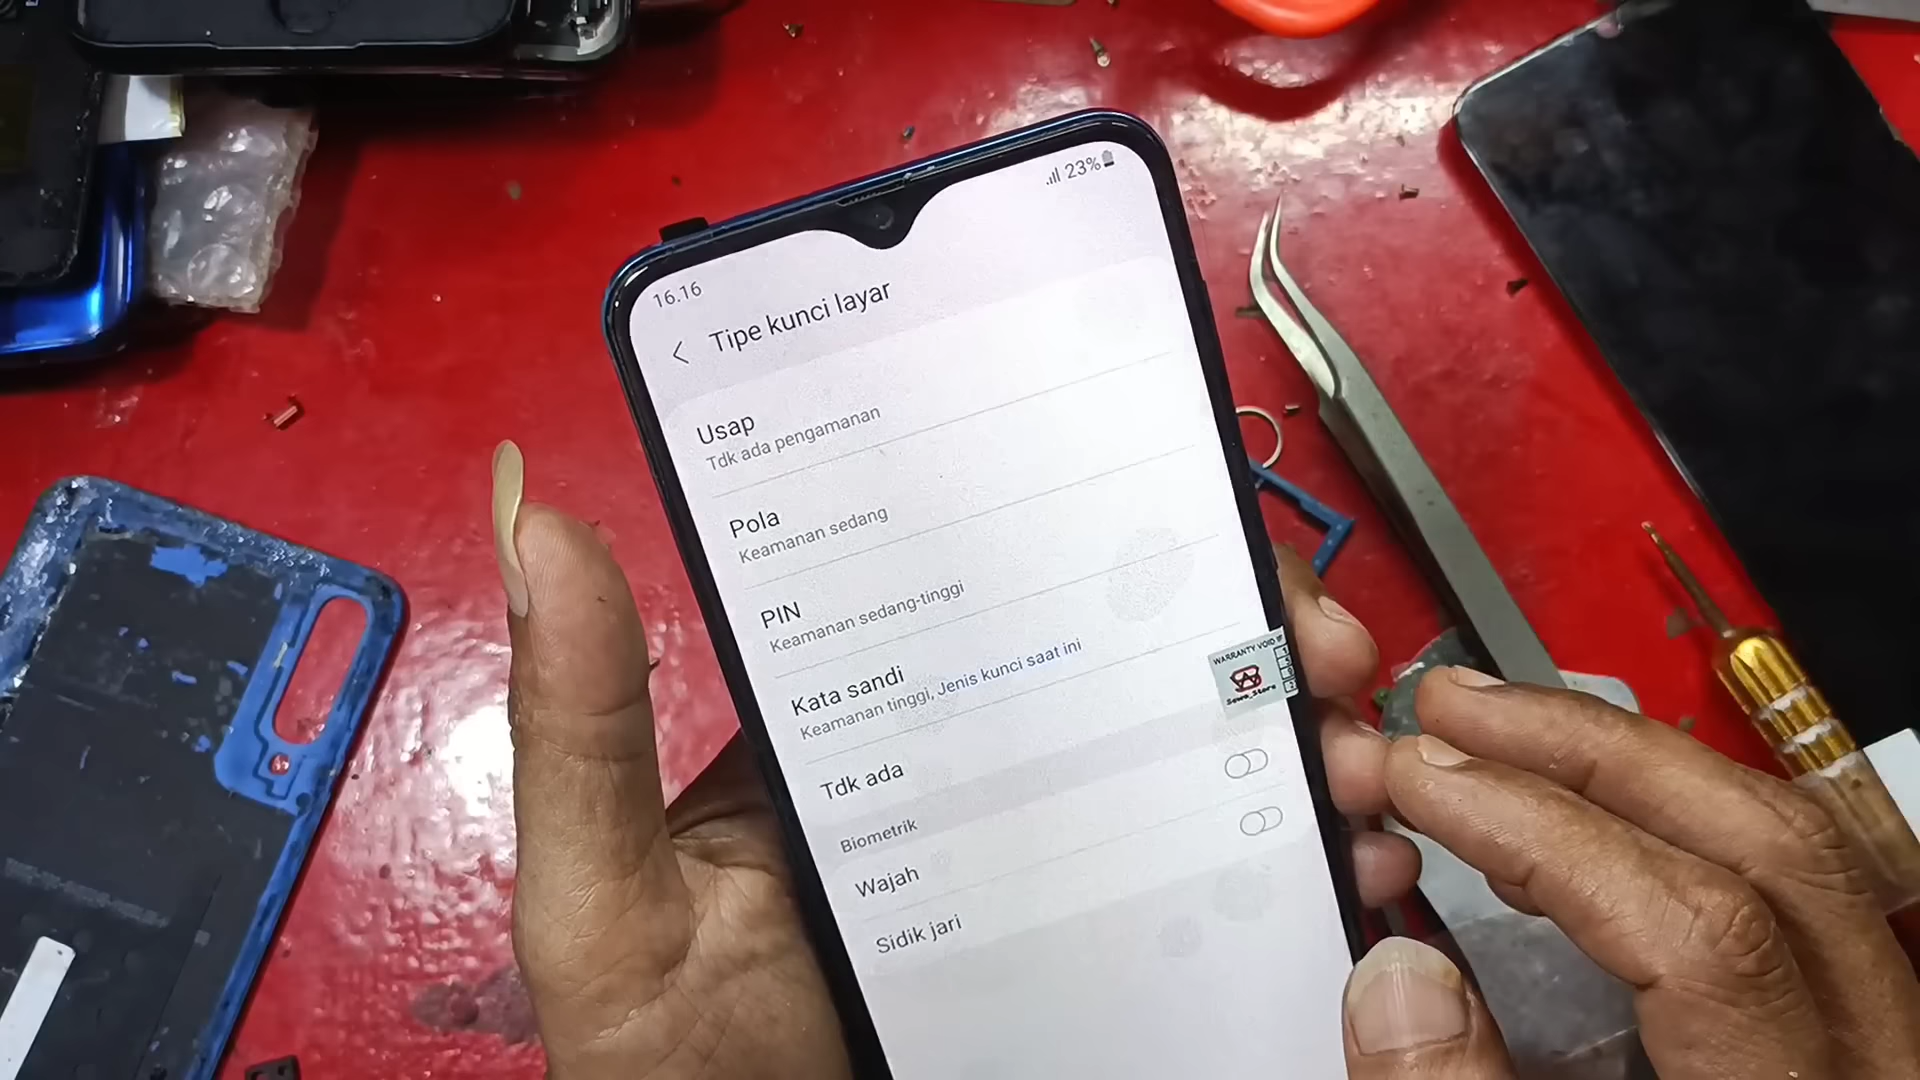 16.16
23%
Tipe kunci layar
Usap
Tdk ada pengamanan
Pola
Keamanan sedang
PIN
Keamanan sedang-tinggi
Kata sandi
Keamanan tinggi, Jenis kunci saat ini
Tdk ada
Biometrik
Wajah
Sidik jari
WARRANTY VOID IF